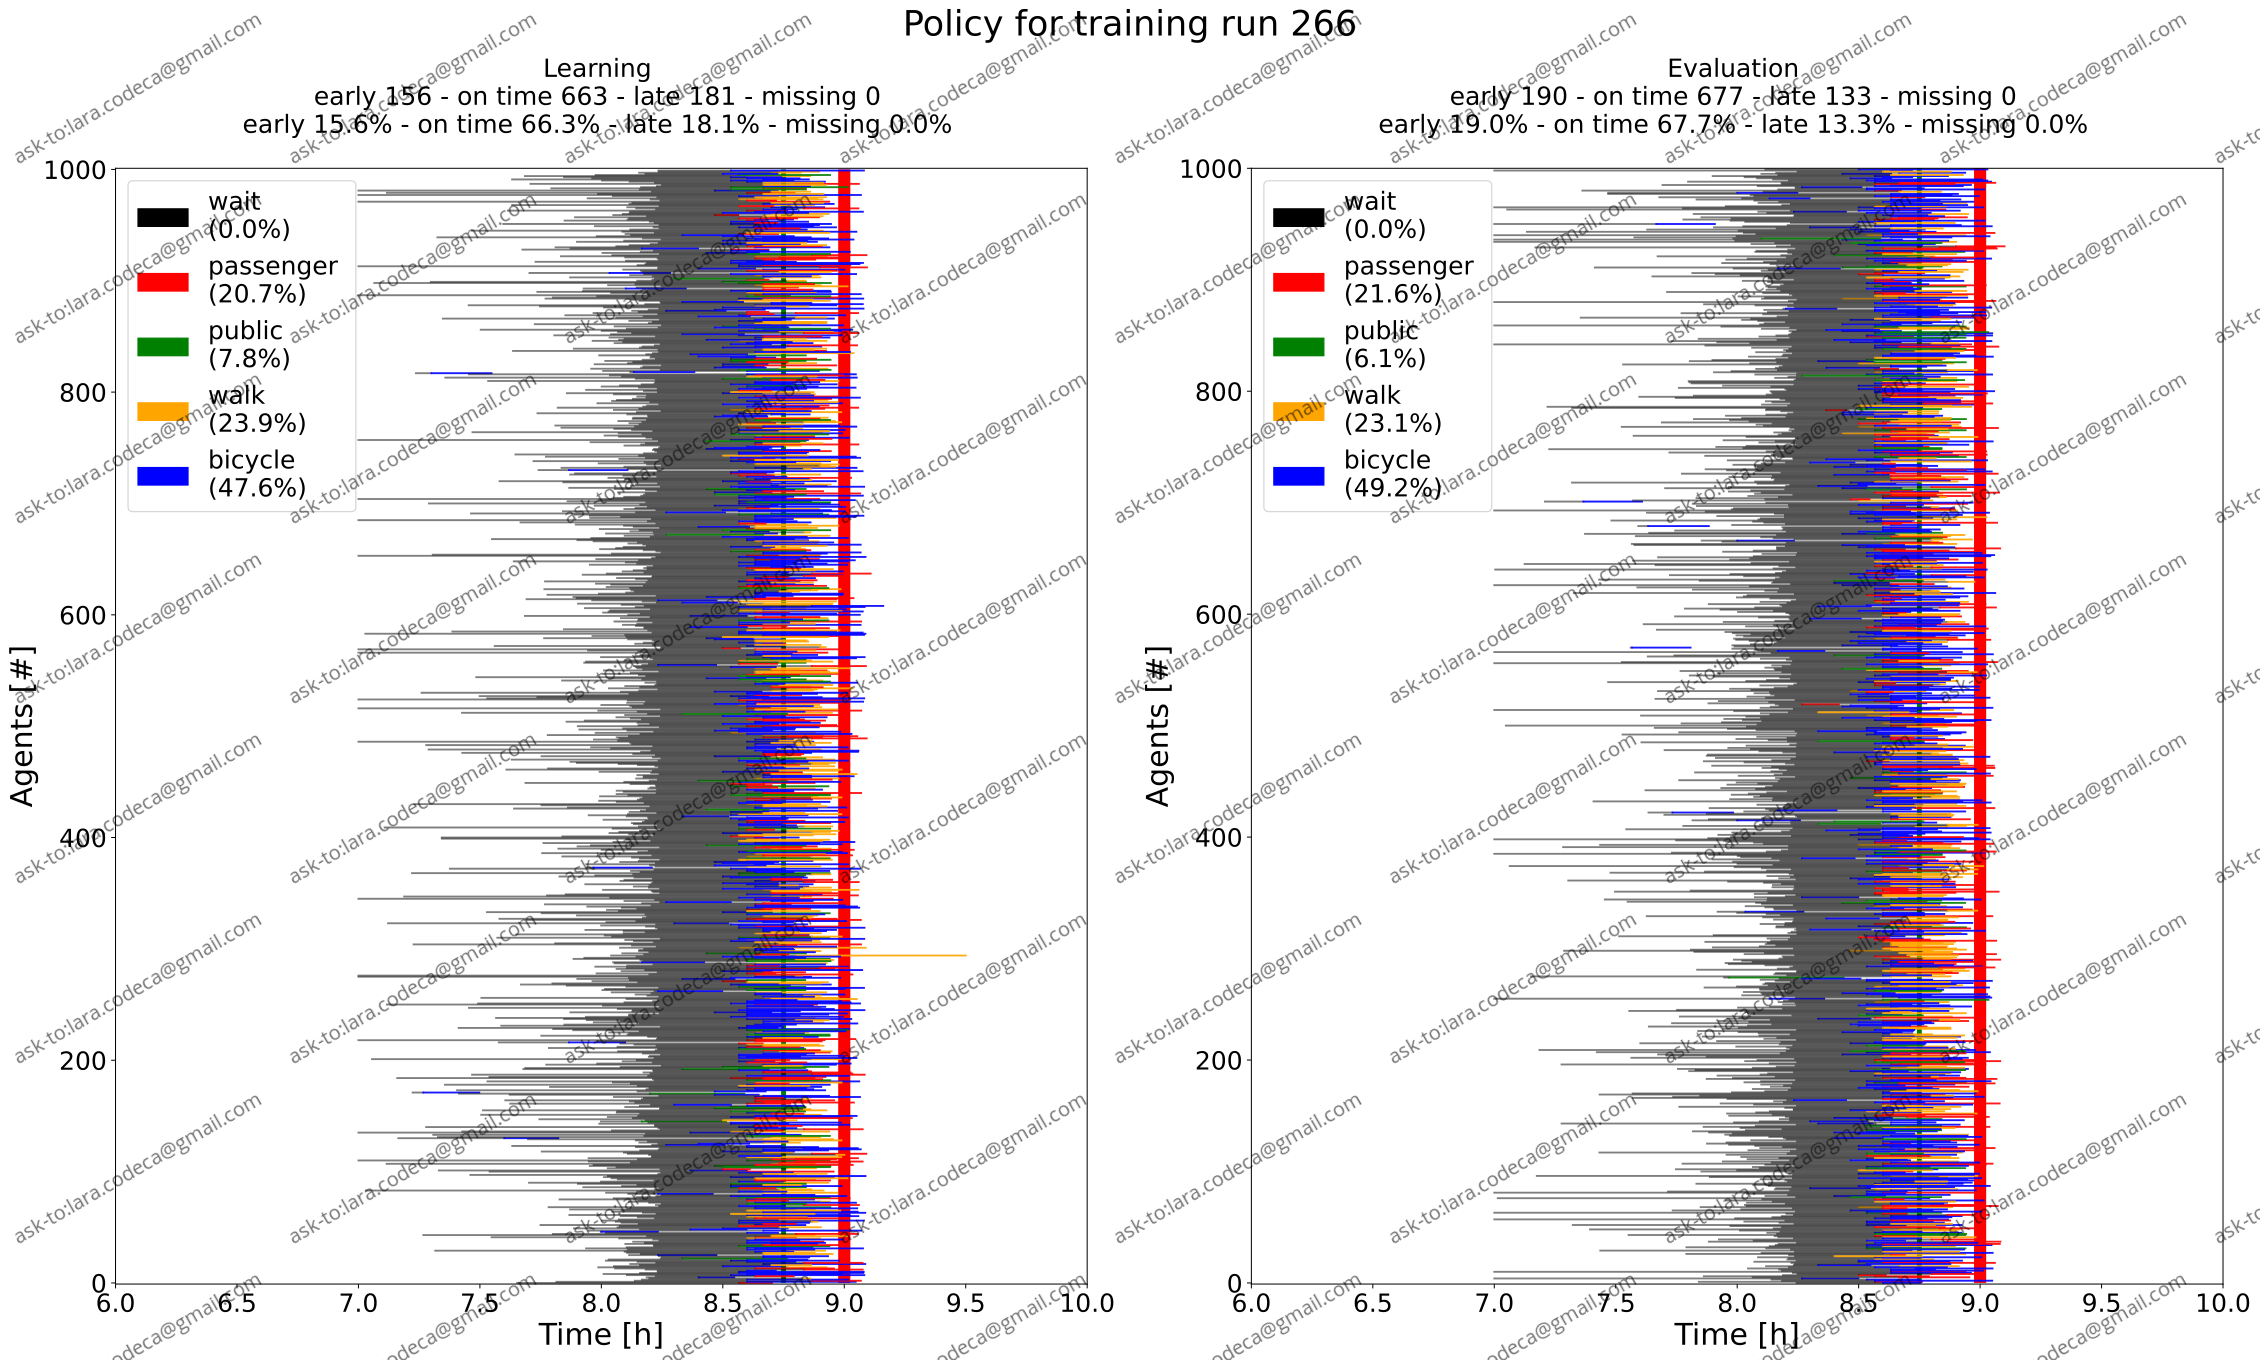 Policy for training run 266
Learning
early 156 - on time 663 - late 181 - missing 0
early 15.6% - on time 66.3% - late 18.1% - missing 0.0%
1000
800
600
400
200
0
Agents [#]
wait
(0.0%)
passenger
(20.7%)
public
(7.8%)
walk
(23.9%)
bicycle
(47.6%)
6.0 6.5 7.0 7.5 8.0 8.5 9.0 9.5 10.0
Time [h]
Evaluation
early 190 - on time 677 - late 133 - missing 0
early 19.0% - on time 67.7% - late 13.3% - missing 0.0%
1000
800
600
400
200
0
Agents [#]
wait
(0.0%)
passenger
(21.6%)
public
(6.1%)
walk
(23.1%)
bicycle
(49.2%)
6.0 6.5 7.0 7.5 8.0 8.5 9.0 9.5 10.0
Time [h]
ask-to:lara.codeca@gmail.com